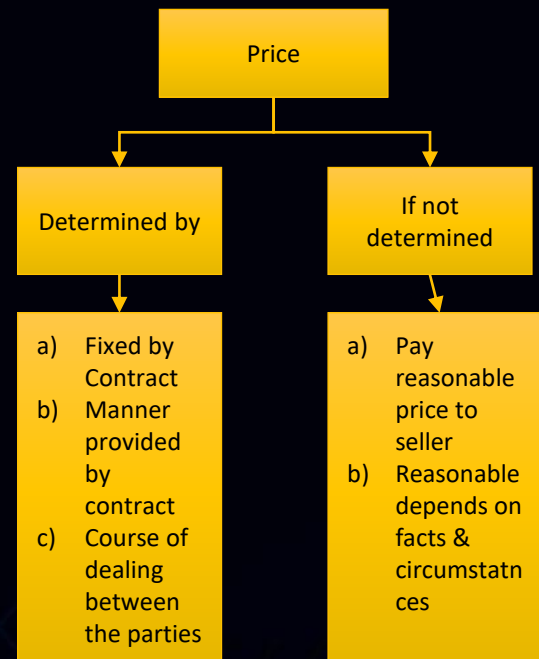 Price
Determined by
If not
determined
a) Fixed by
Contract
b) Manner
provided
by
contract
c) Course of
dealing
between
the parties
a) Pay
reasonable
price to
seller
b) Reasonable
depends on
facts &
circumstatn
ces